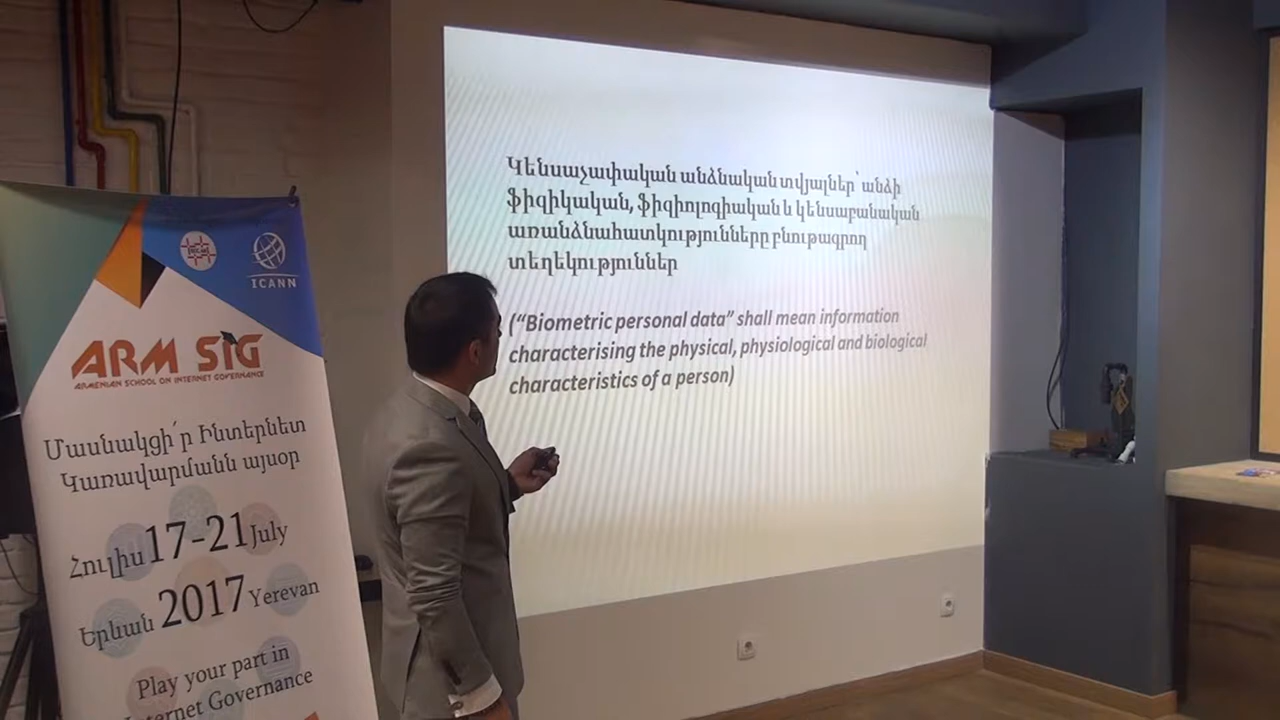 ICANN
ARM SIG
ARMENIAN SCHOOL ON INTERNET GOVERNANCE
Մասնակցի՛ր Ինտերնետ
Կառավարմանն այսօր
Հուլիս 17-21 July
Երևան 2017 Yerevan
Play your part in
Internet Governance
Կենսաչափական անձնական տվյալներ՝ անձի
ֆիզիկական, ֆիզիոլոգիական և կենսաբանական
առանձնահատկությունները բնութագրող
տեղեկություններ
(“Biometric personal data” shall mean information
characterising the physical, physiological and biological
characteristics of a person)